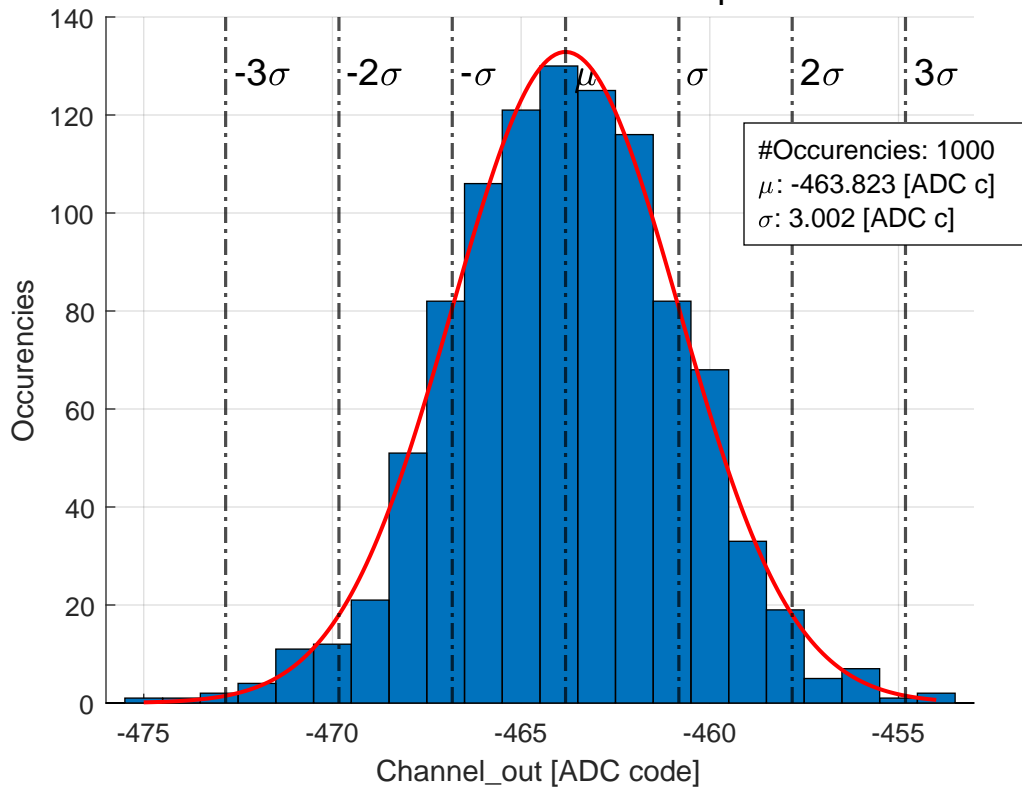 140
120
100
80
60
40
20
0
Occurencies
-3σ
-2σ
-σ
μ
σ
2σ
3σ
#Occurencies: 1000
μ: -463.823 [ADC c]
σ: 3.002 [ADC c]
-475
-470
-465
-460
-455
Channel_out [ADC code]